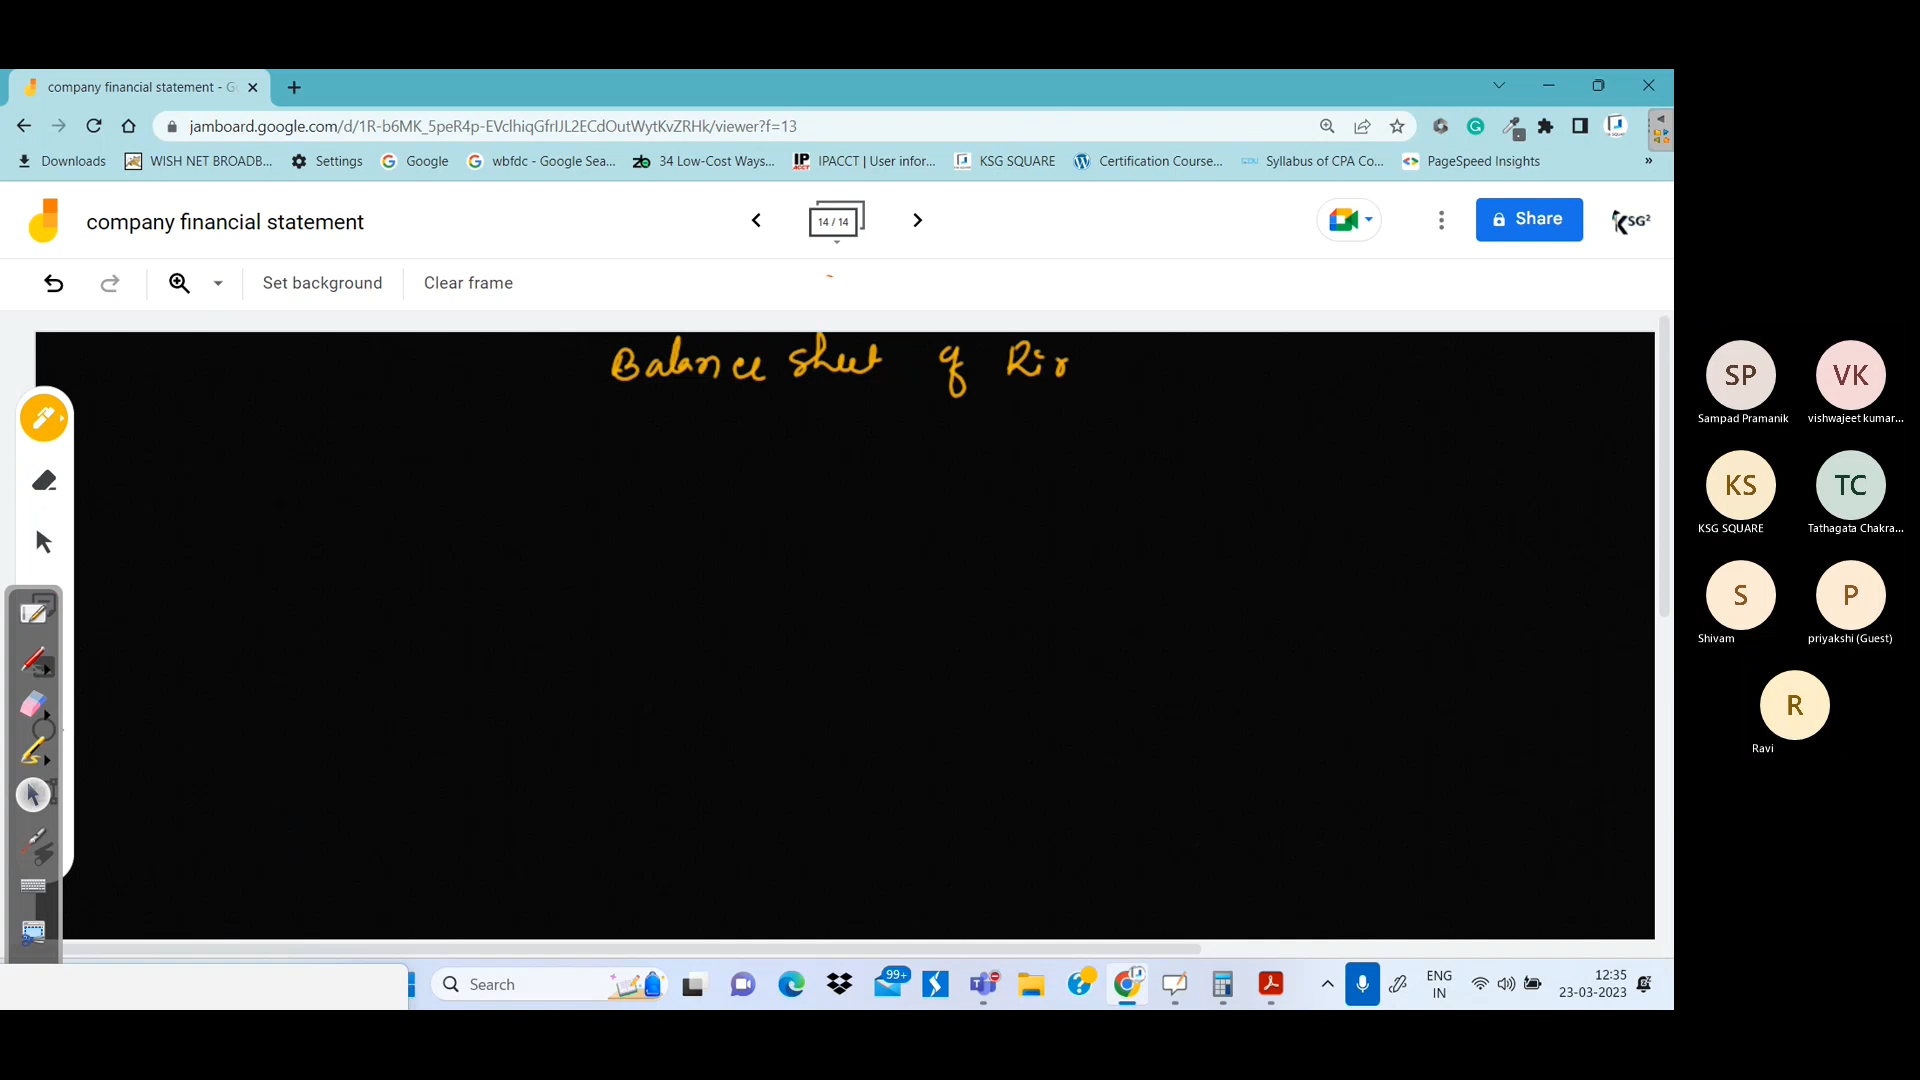 company financial statement - G
jamboard.google.com/d/1R-b6MK_5peR4p-EVclhiqGfrIJL2ECdOutWytKvZRHk/viewer?f=13
Downloads WISH NET BROADB... Settings Google wbfdc - Google Sea... 34 Low-Cost Ways... IPACCT | User infor... KSG SQUARE Certification Course... Syllabus of CPA Co... PageSpeed Insights »
company financial statement
14 / 14
Share
KSG²
Set background Clear frame
Balance sheet of Rir
SP VK
Sampad Pramanik vishwajeet kumar...
KS TC
KSG SQUARE Tathagata Chakra...
S P
Shivam priyakshi (Guest)
R
Ravi
Search
99+
ENG
IN
12:35
23-03-2023